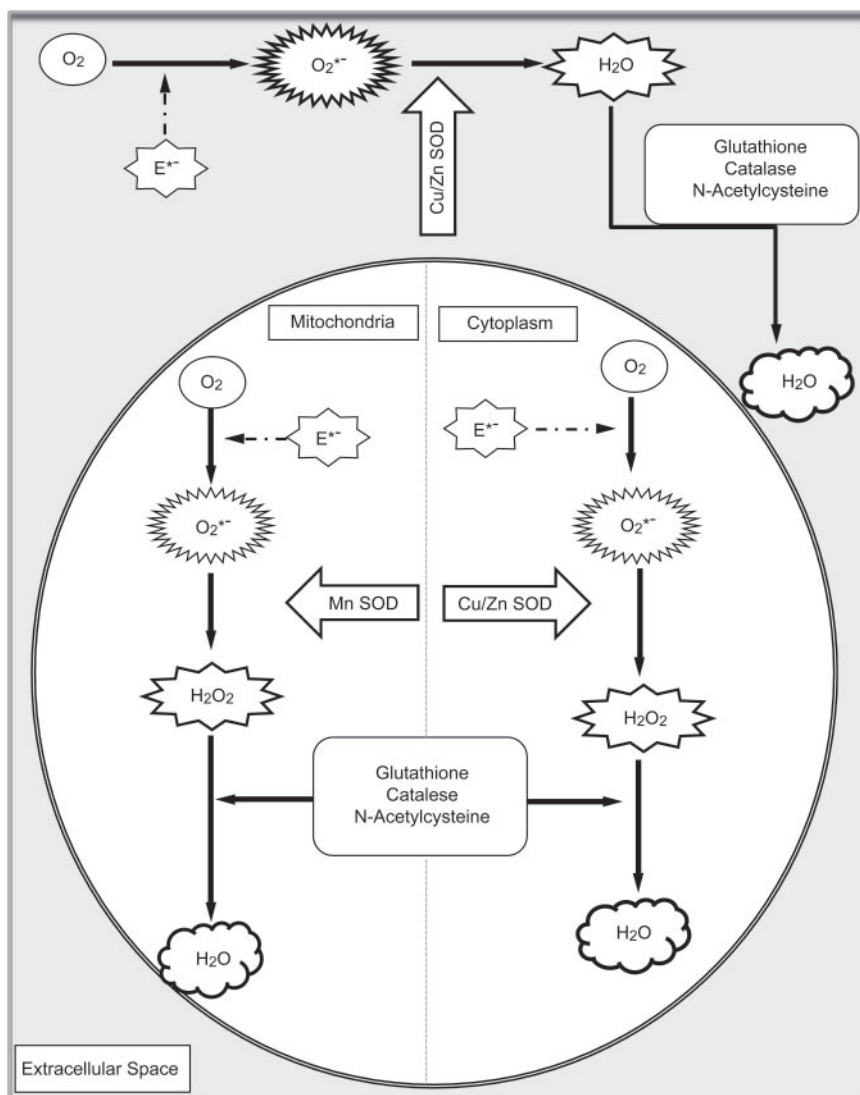 O₂
O₂*⁻
H₂O
E*⁻
Cu/Zn SOD
Glutathione
Catalase
N-Acetylcysteine
H₂O
Mitochondria
Cytoplasm
O₂
O₂
E*⁻
E*⁻
O₂*⁻
O₂*⁻
Mn SOD
Cu/Zn SOD
H₂O₂
H₂O₂
Glutathione
Catalese
N-Acetylcysteine
H₂O
H₂O
Extracellular Space